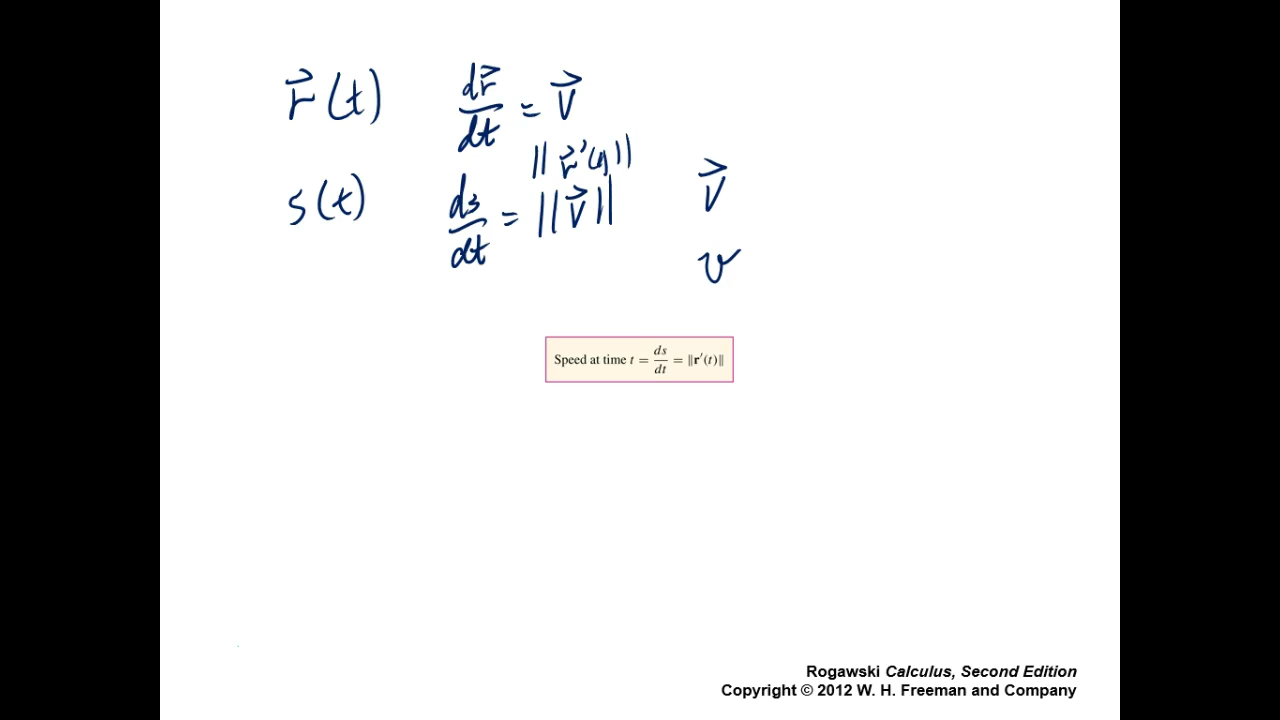 r⃗(t) dr⃗/dt = v⃗
||r⃗'(t)||
s(t) ds/dt = ||v⃗|| v⃗
v
Speed at time t = ds/dt = ||r′(t)||
Rogawski Calculus, Second Edition
Copyright © 2012 W. H. Freeman and Company